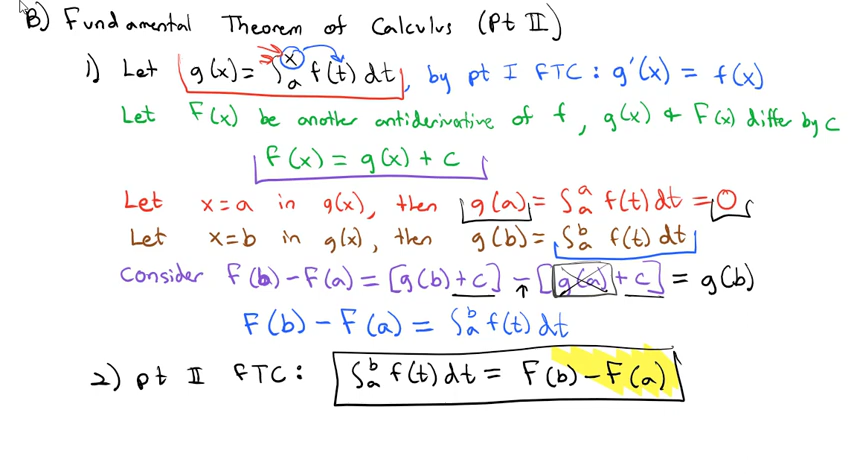 B) Fundamental Theorem of Calculus (Pt II)
1) Let g(x) = ∫ₐˣ f(t) dt, by pt I FTC: g'(x) = f(x)
Let F(x) be another antiderivative of f, g(x) & F(x) differ by C
F(x) = g(x) + C
Let x=a in g(x), then g(a) = ∫ₐᵃ f(t) dt = 0
Let x=b in g(x), then g(b) = ∫ₐᵇ f(t) dt
Consider F(b) - F(a) = [g(b) + C] - [g(a) + C] = g(b)
F(b) - F(a) = ∫ₐᵇ f(t) dt
2) pt II FTC: ∫ₐᵇ f(t) dt = F(b) - F(a)